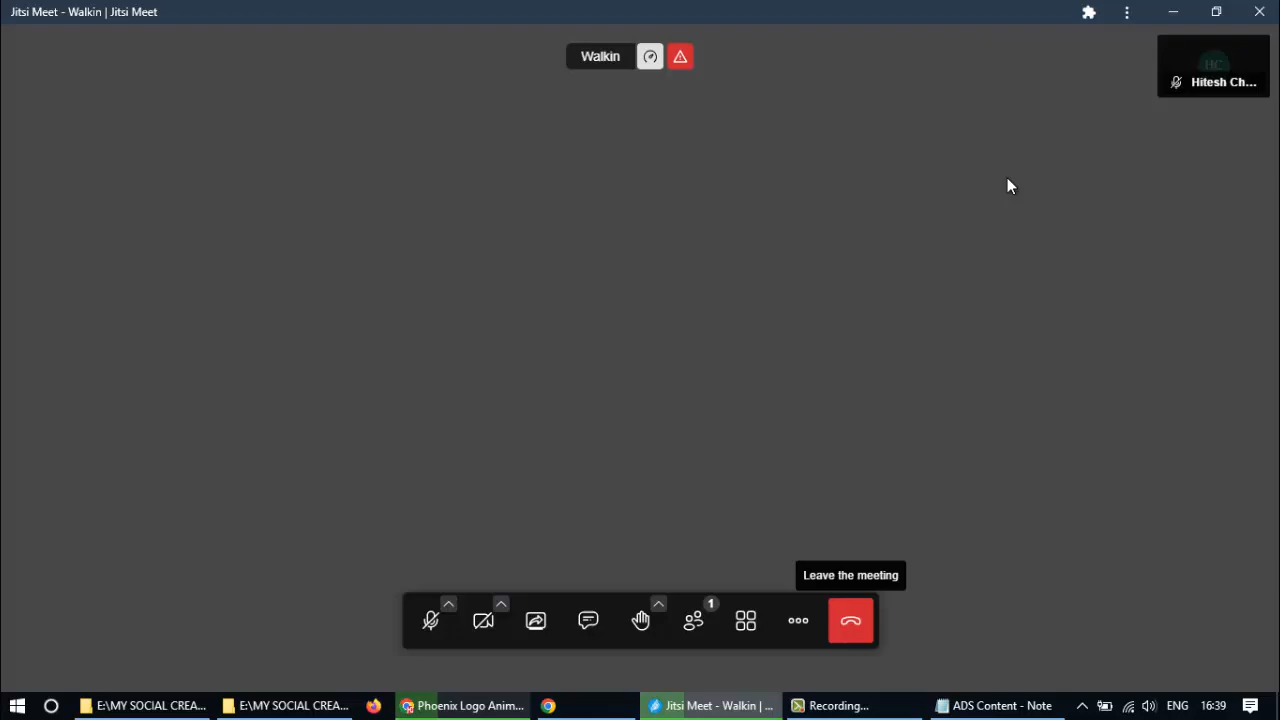 Jitsi Meet - Walkin | Jitsi Meet
Walkin
HC
Hitesh Ch...
Leave the meeting
1
E:\MY SOCIAL CREA...
E:\MY SOCIAL CREA...
Phoenix Logo Anim...
Jitsi Meet - Walkin | ...
Recording...
ADS Content - Note
ENG
16:39